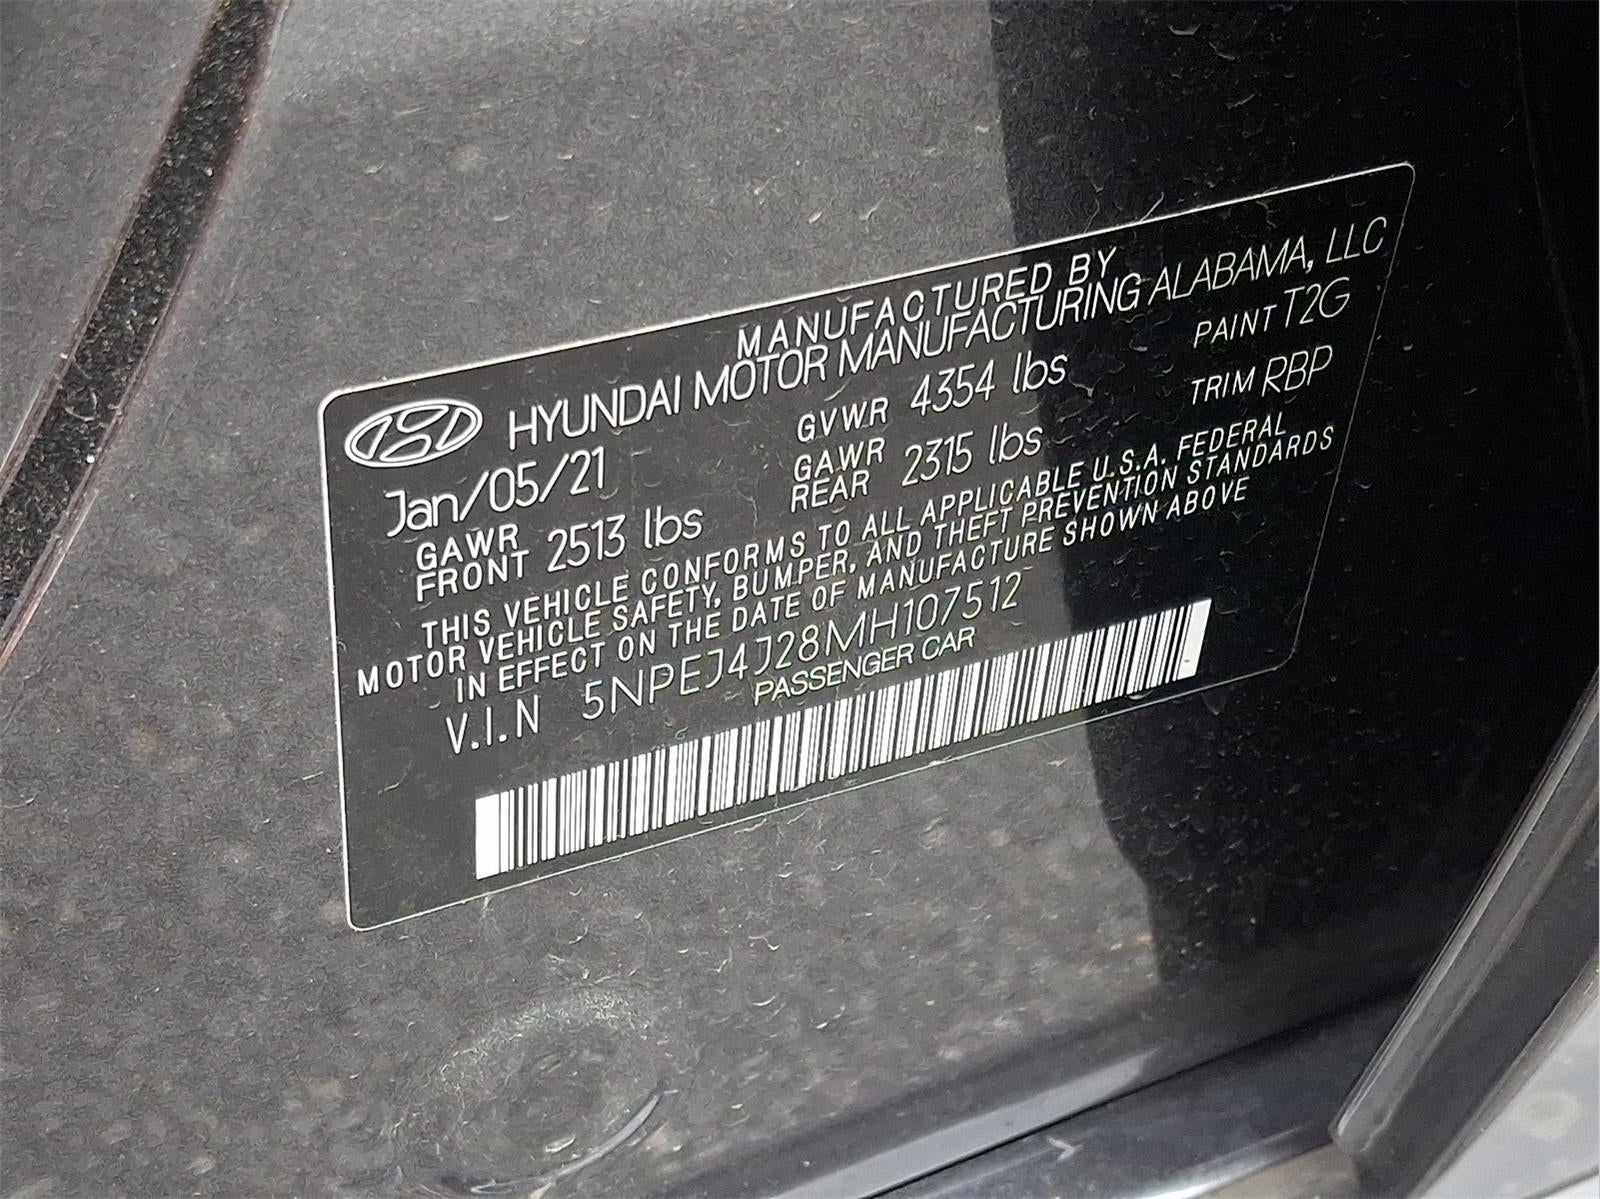 MANUFACTURED BY
HYUNDAI MOTOR MANUFACTURING ALABAMA, LLC
Jan/05/21 GVWR 4354 lbs PAINT T2G
GAWR FRONT 2513 lbs GAWR REAR 2315 lbs TRIM RBP
THIS VEHICLE CONFORMS TO ALL APPLICABLE U.S.A. FEDERAL
MOTOR VEHICLE SAFETY, BUMPER, AND THEFT PREVENTION STANDARDS
IN EFFECT ON THE DATE OF MANUFACTURE SHOWN ABOVE
V.I.N 5NPEJ4J28MH107512
PASSENGER CAR